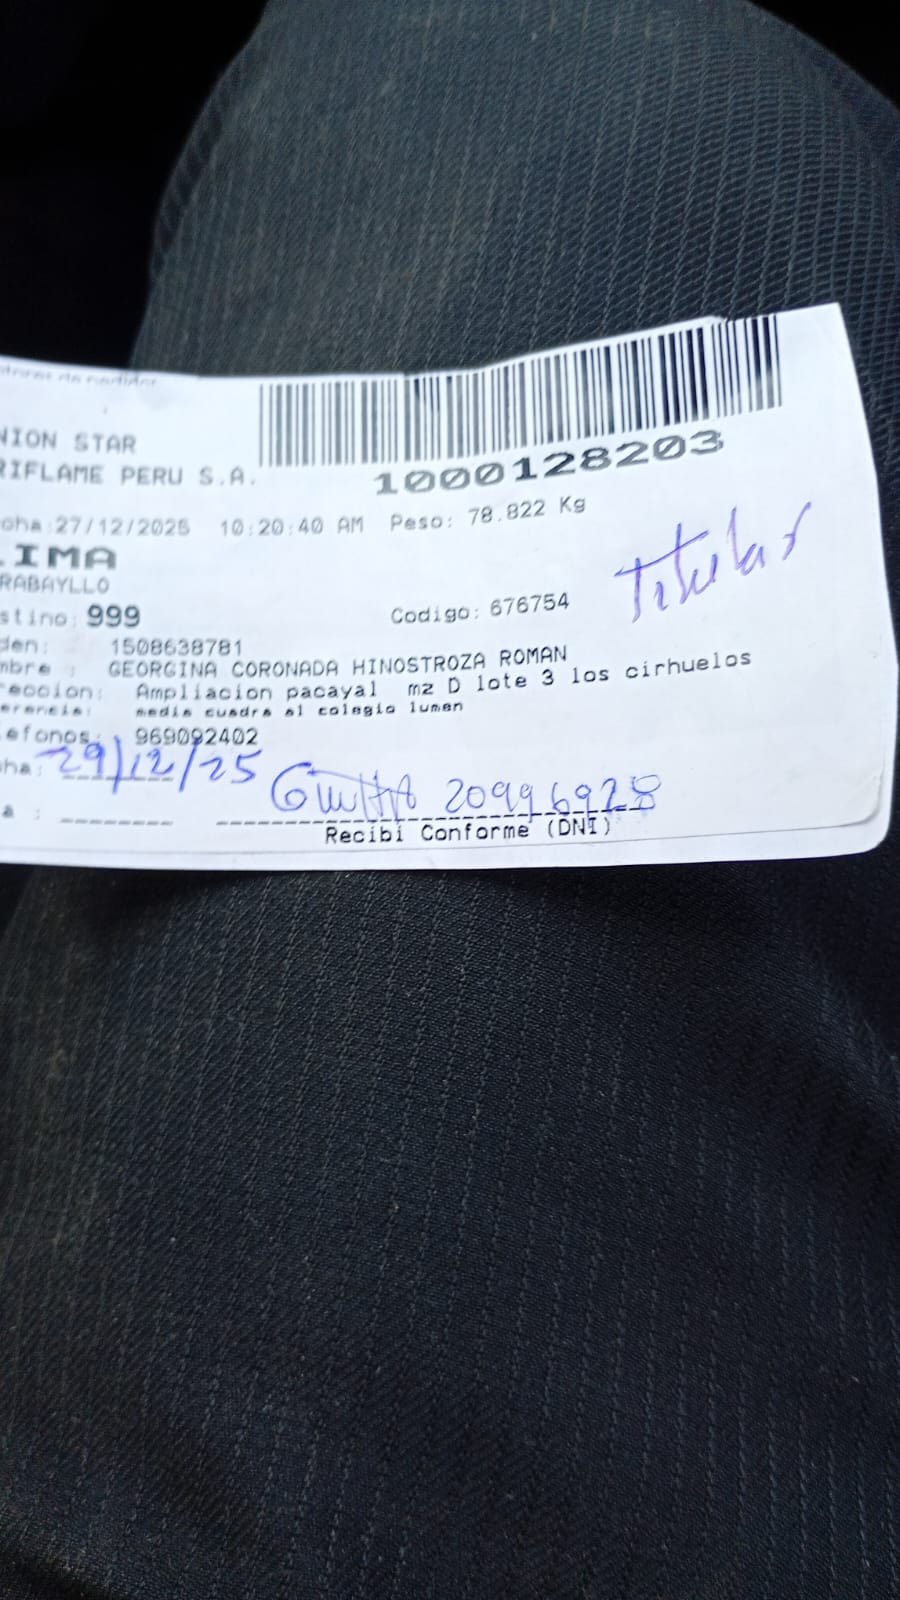 NION STAR
RIFLAME PERU S.A.
1000128203
cha:27/12/2025 10:20:40 AM Peso: 78.822 Kg
LIMA
RABAYLLO
Titular
stino: 999 Codigo: 676754
den: 1508638781
mbre : GEORGINA CORONADA HINOSTROZA ROMAN
reccion: Ampliacion pacayal mz D lote 3 los cirhuelos
erencia: media cuadra al colegio lumen
efonos: 969092402
ha: 29/12/25 20996928
a :
Recibi Conforme (DNI)